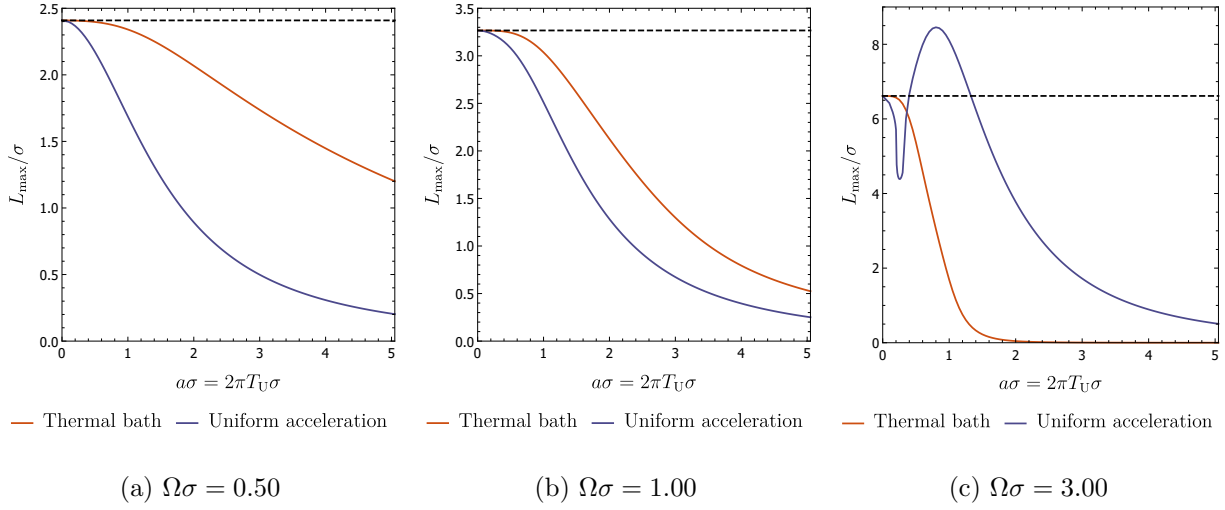 2.5
2.0
1.5
1.0
0.5
0.0
L_max/σ
0 1 2 3 4 5
aσ = 2πT_Uσ
Thermal bath Uniform acceleration
(a) Ωσ = 0.50
3.5
3.0
2.5
2.0
1.5
1.0
0.5
0.0
L_max/σ
0 1 2 3 4 5
aσ = 2πT_Uσ
Thermal bath Uniform acceleration
(b) Ωσ = 1.00
8
6
4
2
0
L_max/σ
0 1 2 3 4 5
aσ = 2πT_Uσ
Thermal bath Uniform acceleration
(c) Ωσ = 3.00